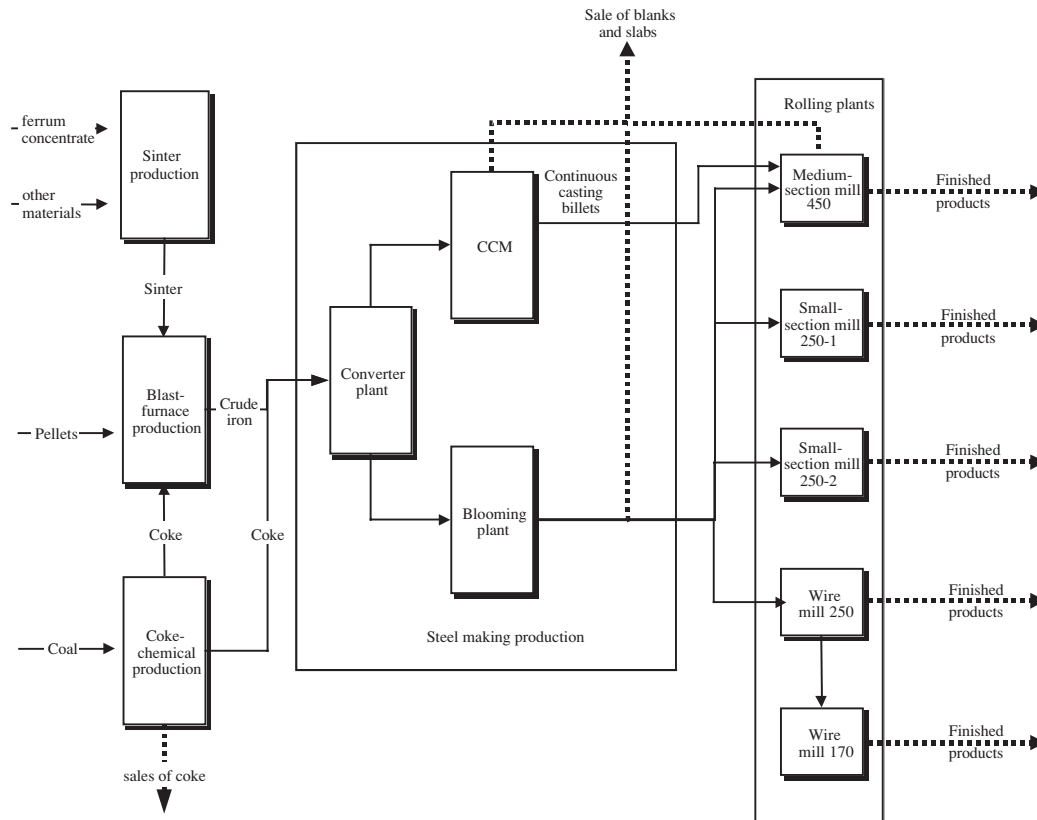 Sale of blanks
and slabs
Rolling plants
ferrum
concentrate
Sinter
production
other
materials
Continuous
casting
billets
Medium-
section mill
450
Finished
products
CCM
Sinter
Small-
section mill
250-1
Finished
products
Converter
plant
Blast-
furnace
production
Crude
iron
Pellets
Small-
section mill
250-2
Finished
products
Coke
Coke
Blooming
plant
Wire
mill 250
Finished
products
Steel making production
Coal
Coke-
chemical
production
Wire
mill 170
Finished
products
sales of coke